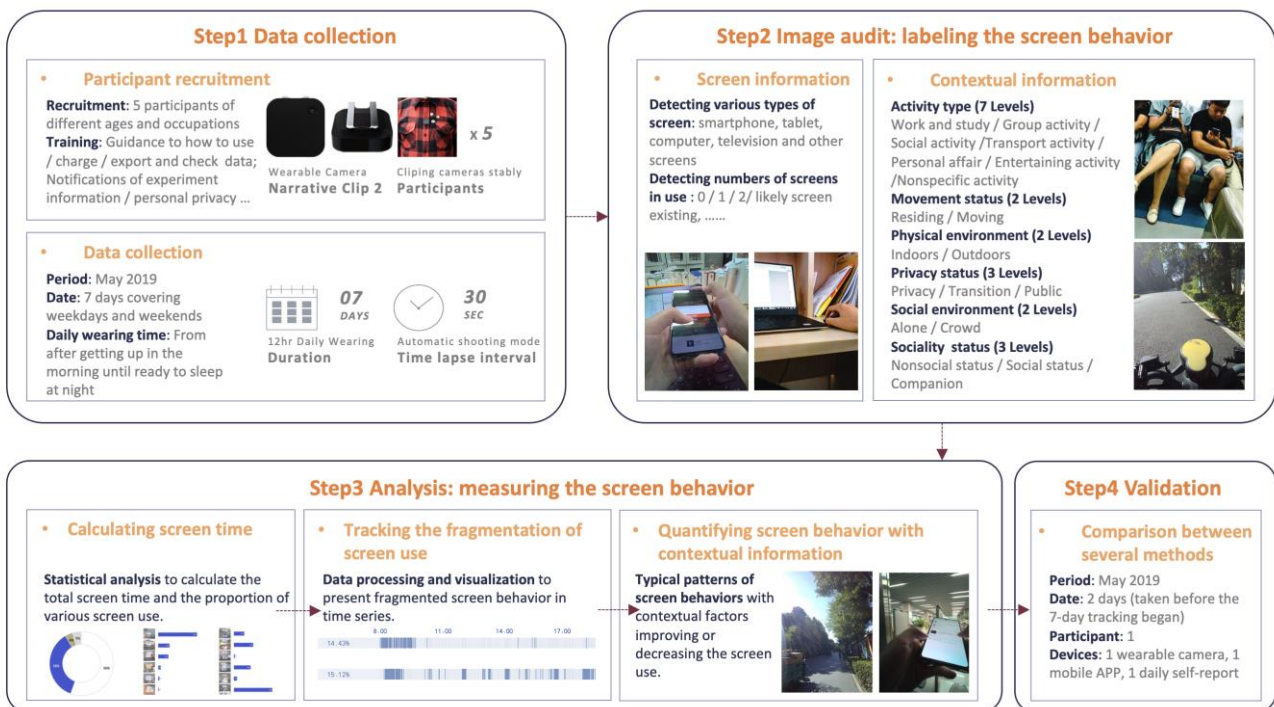 Step1 Data collection
• Participant recruitment
Recruitment: 5 participants of
different ages and occupations
Training: Guidance to how to use
/ charge / export and check data;
Notifications of experiment
information / personal privacy ...
x 5
Wearable Camera
Narrative Clip 2
Cliping cameras stably
Participants
• Data collection
Period: May 2019
Date: 7 days covering
weekdays and weekends
Daily wearing time: From
after getting up in the
morning until ready to sleep
at night
07
DAYS
12hr Daily Wearing
Duration
30
SEC
Automatic shooting mode
Time lapse interval
Step2 Image audit: labeling the screen behavior
• Screen information
Detecting various types of
screen: smartphone, tablet,
computer, television and other
screens
Detecting numbers of screens
in use : 0 / 1 / 2/ likely screen
existing, ......
• Contextual information
Activity type (7 Levels)
Work and study / Group activity /
Social activity /Transport activity /
Personal affair / Entertaining activity
/Nonspecific activity
Movement status (2 Levels)
Residing / Moving
Physical environment (2 Levels)
Indoors / Outdoors
Privacy status (3 Levels)
Privacy / Transition / Public
Social environment (2 Levels)
Alone / Crowd
Sociality status (3 Levels)
Nonsocial status / Social status /
Companion
Step3 Analysis: measuring the screen behavior
• Calculating screen time
Statistical analysis to calculate the
total screen time and the proportion of
various screen use.
• Tracking the fragmentation of
screen use
Data processing and visualization to
present fragmented screen behavior in
time series.
8:00 11:00 14:00 17:00
14.43%
15.12%
• Quantifying screen behavior with
contextual information
Typical patterns of
screen behaviors with
contextual factors
improving or
decreasing the screen
use.
Step4 Validation
• Comparison between
several methods
Period: May 2019
Date: 2 days (taken before the
7-day tracking began)
Participant: 1
Devices: 1 wearable camera, 1
mobile APP, 1 daily self-report